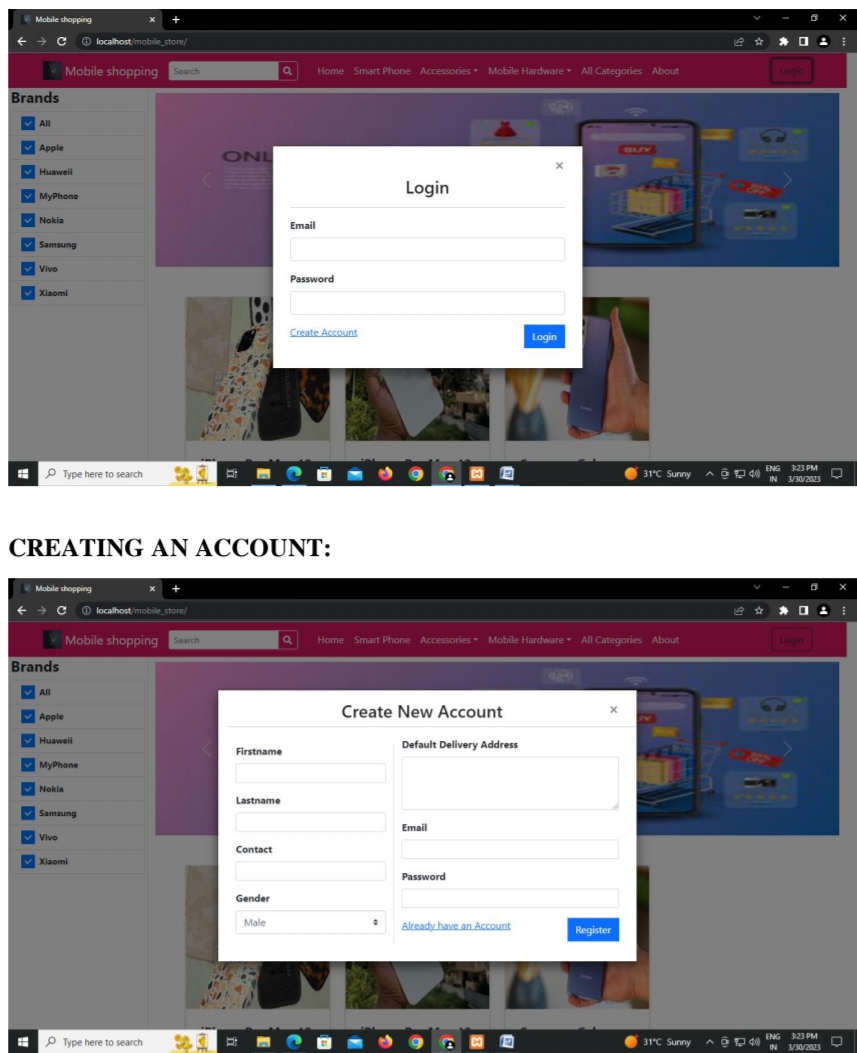 Mobile shopping
localhost/mobile_store/
Mobile shopping Search Home Smart Phone Accessories Mobile Hardware All Categories About Login
Brands
All
Apple
Huaweii
MyPhone
Nokia
Samsung
Vivo
Xiaomi
ONL
BUY
Login
Email
Password
Create Account Login
Type here to search 31°C Sunny ENG 3:23 PM
IN 3/30/2023
CREATING AN ACCOUNT:
Mobile shopping
localhost/mobile_store/
Mobile shopping Search Home Smart Phone Accessories Mobile Hardware All Categories About Login
Brands
All
Apple
Huaweii
MyPhone
Nokia
Samsung
Vivo
Xiaomi
Create New Account
Firstname
Lastname
Contact
Gender
Male
Default Delivery Address
Email
Password
Already have an Account Register
Type here to search 31°C Sunny ENG 3:23 PM
IN 3/30/2023